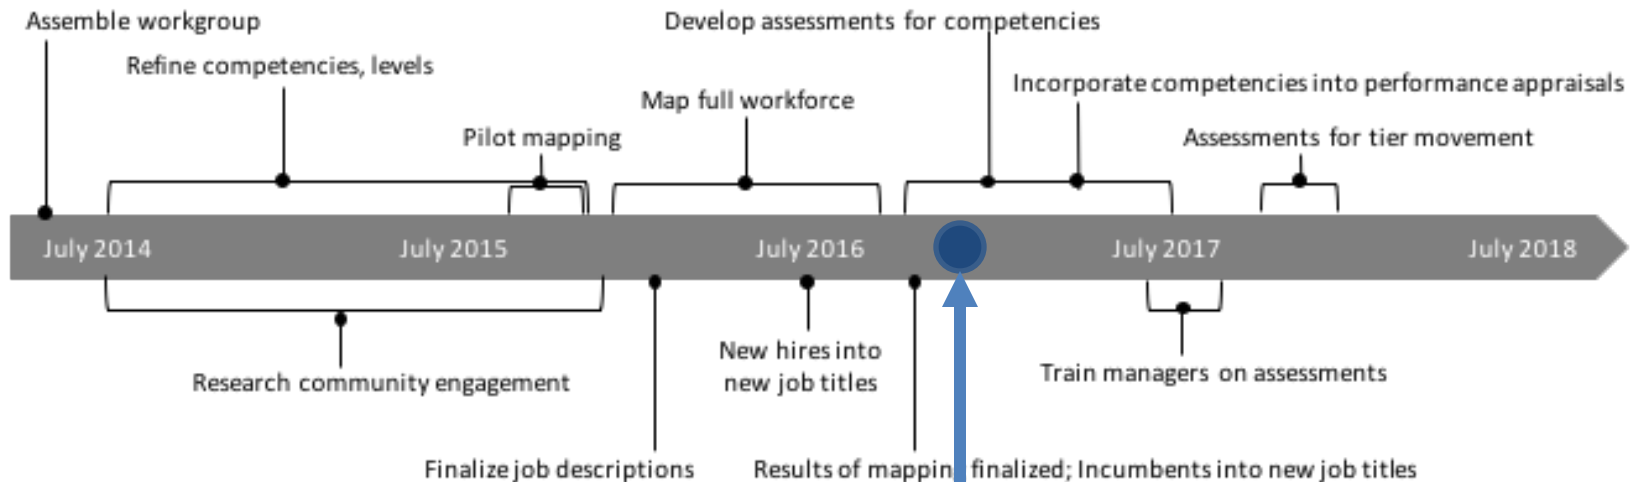 Assemble workgroup
Develop assessments for competencies
Refine competencies, levels
Incorporate competencies into performance appraisals
Map full workforce
Pilot mapping
Assessments for tier movement
July 2014
July 2015
July 2016
July 2017
July 2018
New hires into
new job titles
Research community engagement
Train managers on assessments
Finalize job descriptions
Results of mapping finalized; Incumbents into new job titles